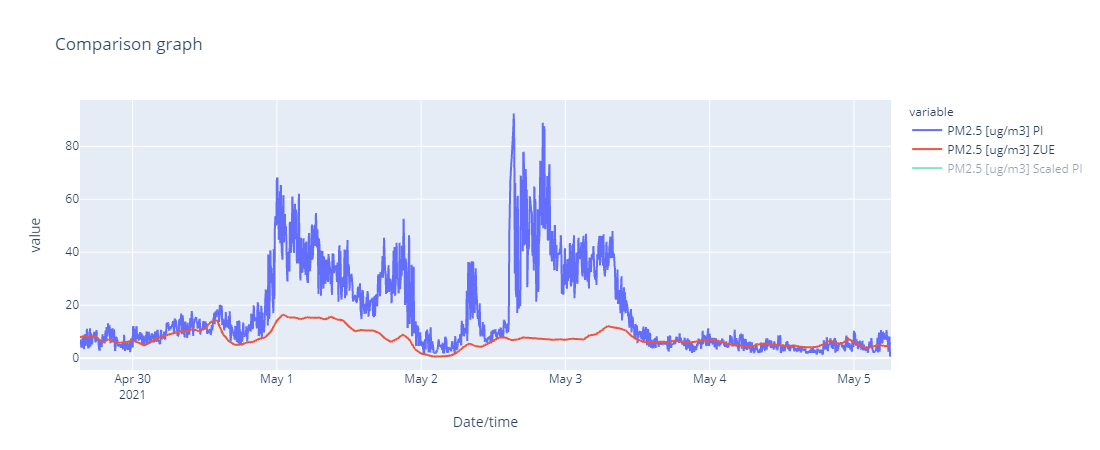 Comparison graph
variable
PM2.5 [ug/m3] PI
PM2.5 [ug/m3] ZUE
PM2.5 [ug/m3] Scaled PI
value
80
60
40
20
0
Apr 30
2021
May 1
May 2
May 3
May 4
May 5
Date/time